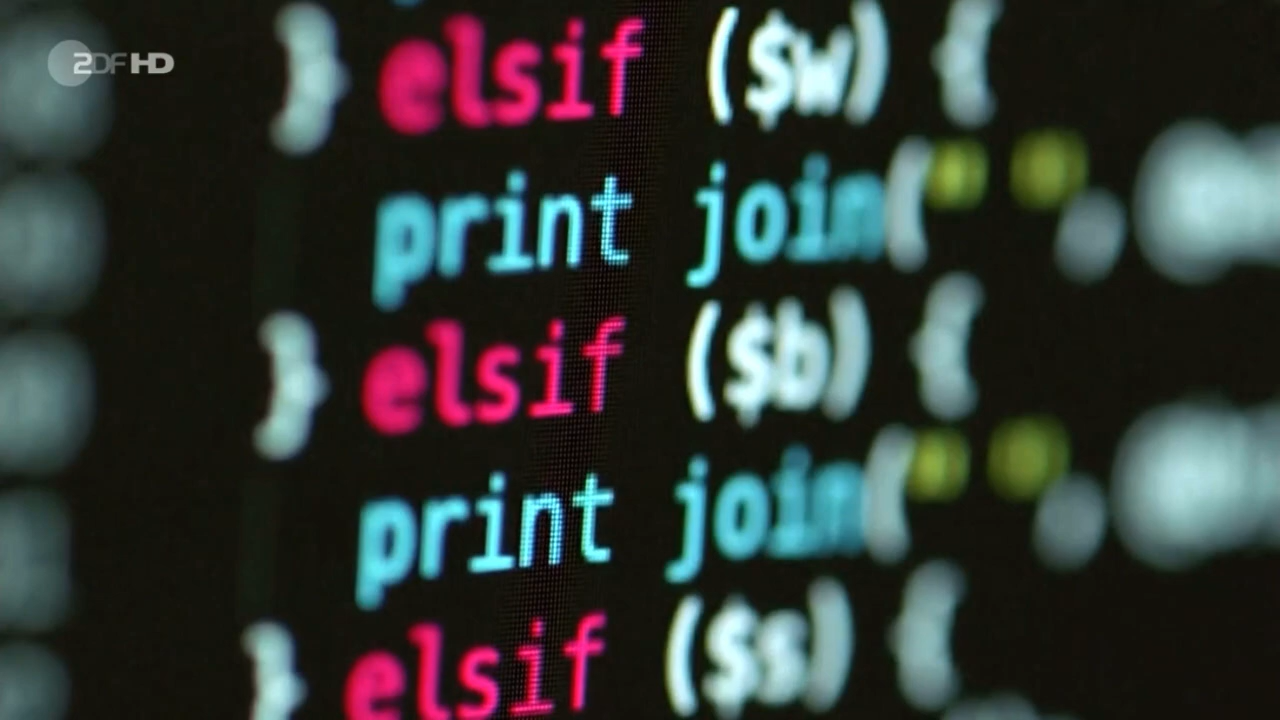 ZDF HD
} elsif ($w) {
print join(" ",
} elsif ($b) {
print join(" ",
} elsif ($s) {